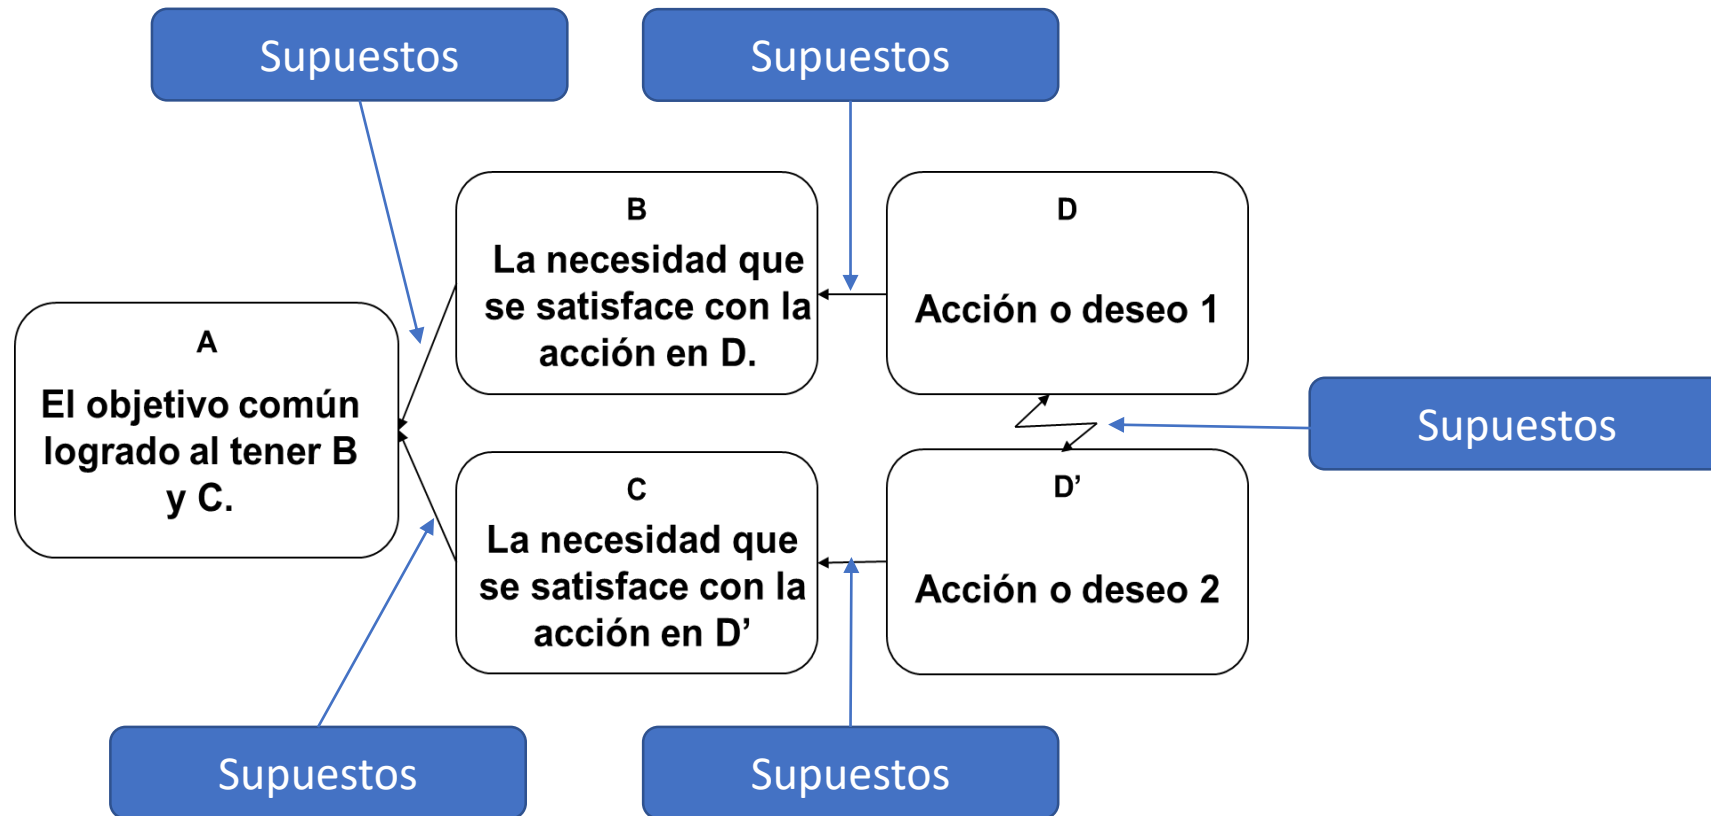 Supuestos
Supuestos
B
La necesidad que
se satisface con la
acción en D.
D
Acción o deseo 1
A
El objetivo común
logrado al tener B
y C.
Supuestos
C
La necesidad que
se satisface con la
acción en D’
D’
Acción o deseo 2
Supuestos
Supuestos